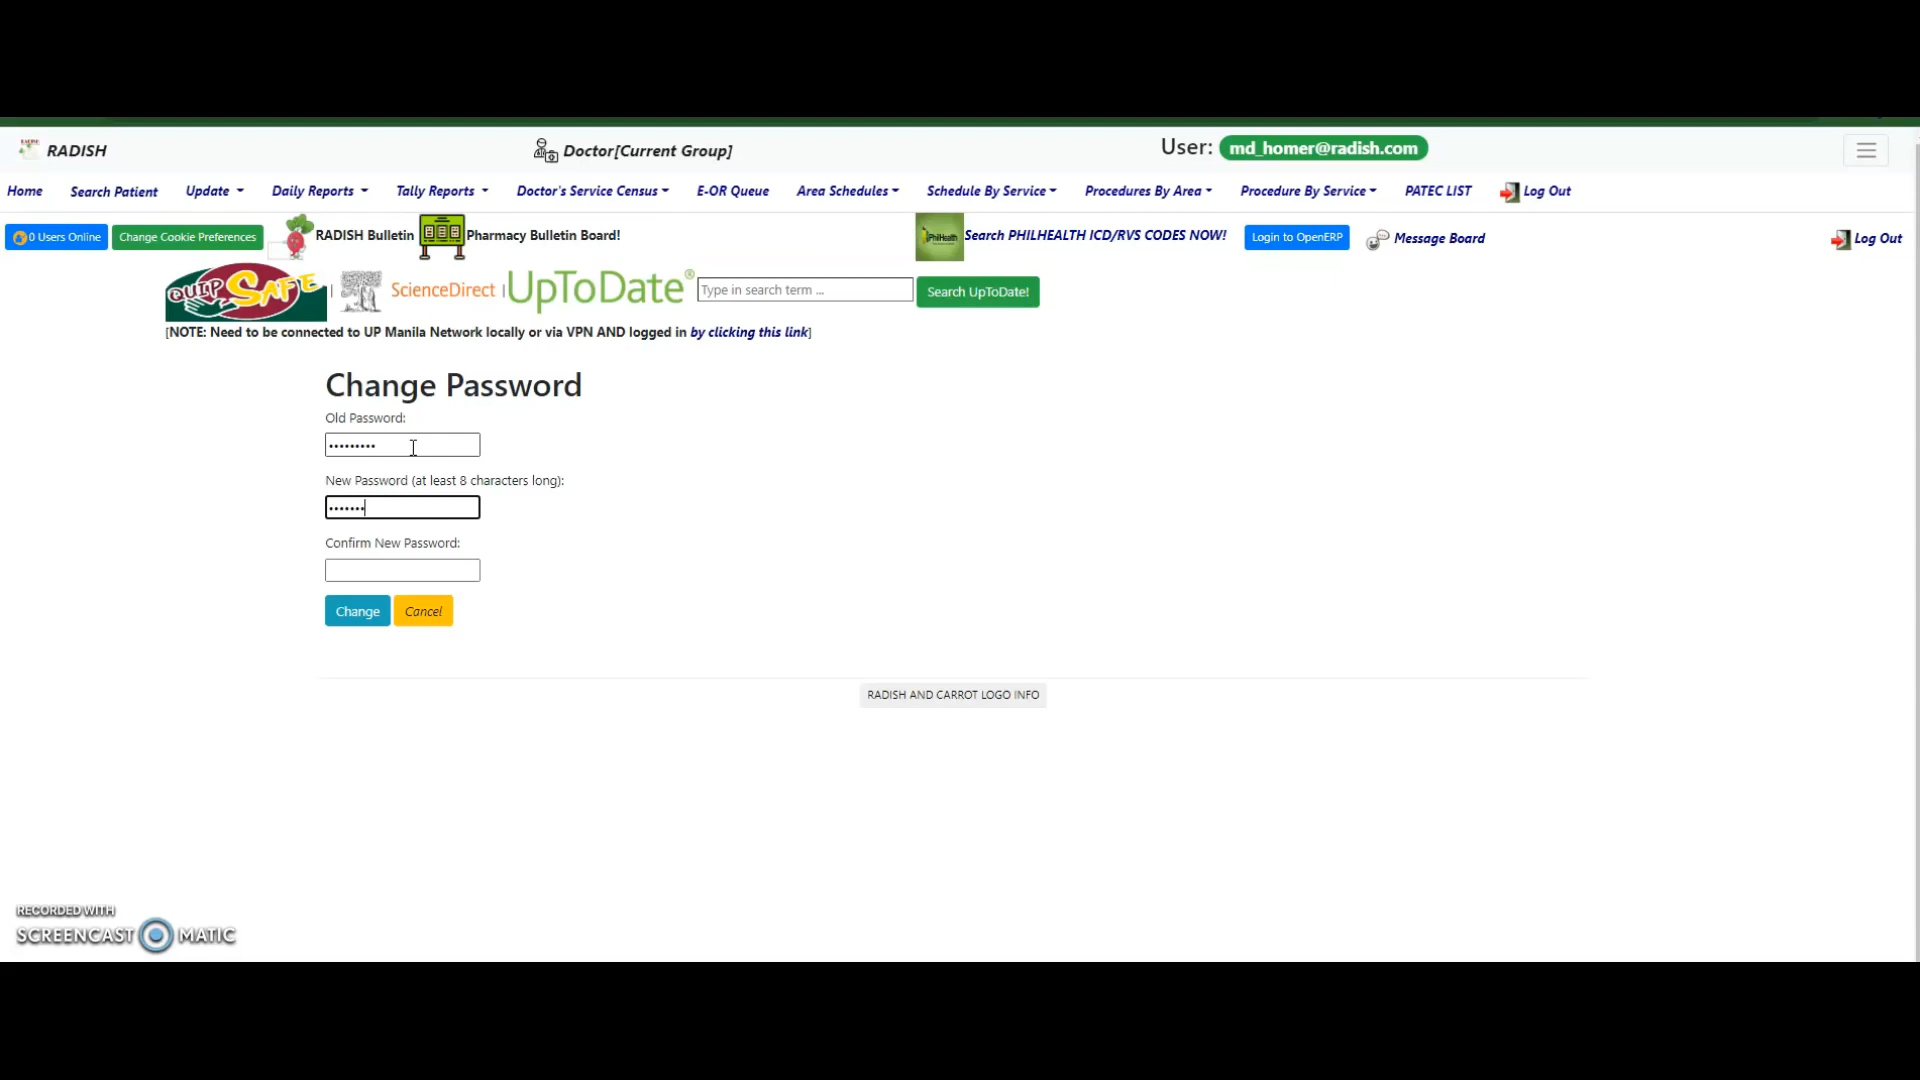 RADISH
Doctor[Current Group]
User: md_homer@radish.com
Home Search Patient Update Daily Reports Tally Reports Doctor's Service Census E-OR Queue Area Schedules Schedule By Service Procedures By Area Procedure By Service PATEC LIST Log Out
0 Users Online Change Cookie Preferences RADISH Bulletin Pharmacy Bulletin Board! PhilHealth Search PHILHEALTH ICD/RVS CODES NOW! Login to OpenERP Message Board Log Out
QUIP SAFE | ScienceDirect | UpToDate® Type in search term ... Search UpToDate!
[NOTE: Need to be connected to UP Manila Network locally or via VPN AND logged in by clicking this link]
Change Password
Old Password:
•••••••••
New Password (at least 8 characters long):
•••••••
Confirm New Password:
Change Cancel
RADISH AND CARROT LOGO INFO
RECORDED WITH
SCREENCAST MATIC